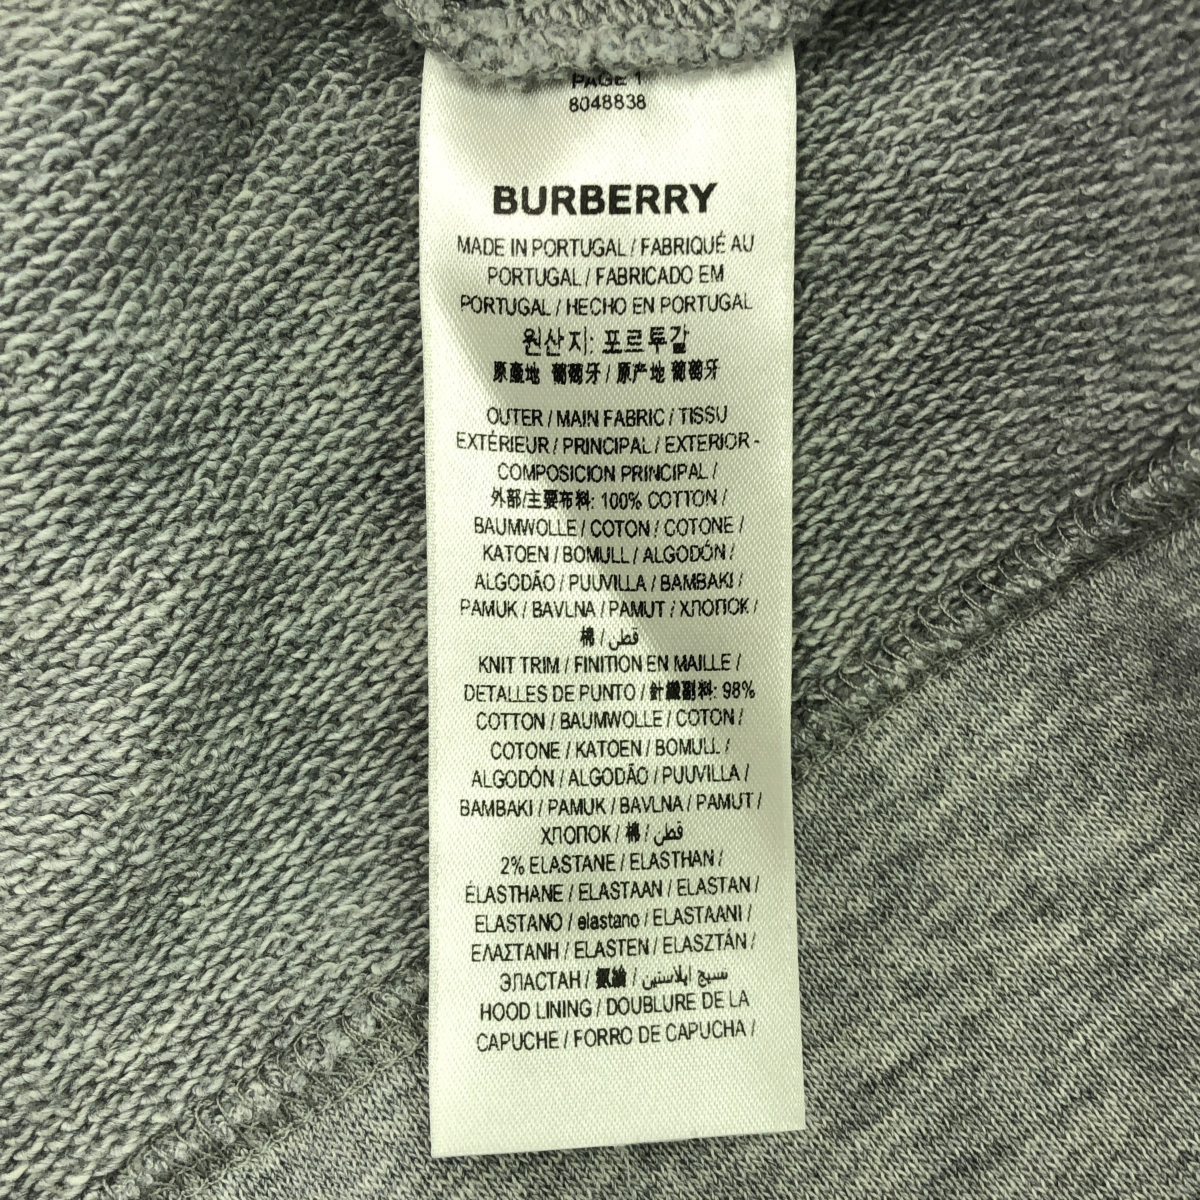 PAGE 1
8048838
BURBERRY
MADE IN PORTUGAL / FABRIQUÉ AU
PORTUGAL / FABRICADO EM
PORTUGAL / HECHO EN PORTUGAL
원산지: 포르투갈
原產地 葡萄牙 / 原产地 葡萄牙
OUTER / MAIN FABRIC / TISSU
EXTÉRIEUR / PRINCIPAL / EXTERIOR -
COMPOSICION PRINCIPAL /
外部/主要布料: 100% COTTON /
BAUMWOLLE / COTON / COTONE /
KATOEN / BOMULL / ALGODÓN /
ALGODÃO / PUUVILLA / BAMBAKI /
PAMUK / BAVLNA / PAMUT / ХЛОПОК /
棉 / قطن
KNIT TRIM / FINITION EN MAILLE /
DETALLES DE PUNTO / 針織副料: 98%
COTTON / BAUMWOLLE / COTON /
COTONE / KATOEN / BOMULL /
ALGODÓN / ALGODÃO / PUUVILLA /
BAMBAKI / PAMUK / BAVLNA / PAMUT /
ХЛОПОК / 棉 / قطن
2% ELASTANE / ELASTHAN /
ÉLASTHANE / ELASTAAN / ELASTAN /
ELASTANO / elastano / ELASTAANI /
ΕΛΑΣΤΑΝΗ / ELASTEN / ELASZTÁN /
ЭЛАСТАН / 氨綸 / نسيج ايلاستين
HOOD LINING / DOUBLURE DE LA
CAPUCHE / FORRO DE CAPUCHA /